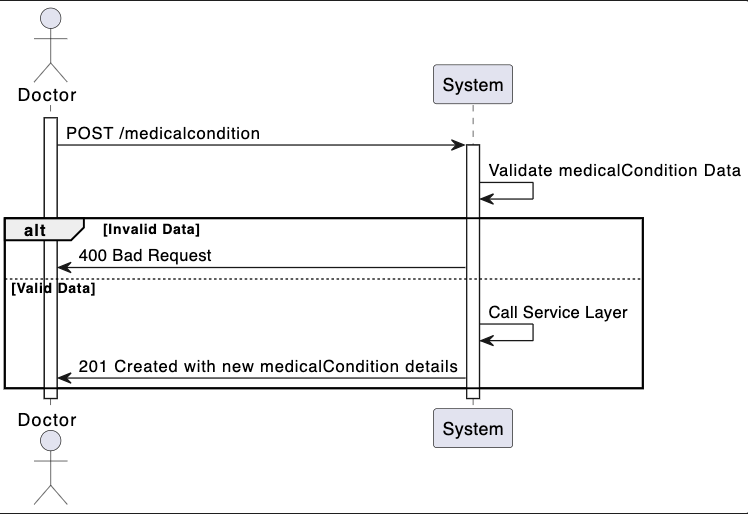 Doctor
System
POST /medicalcondition
Validate medicalCondition Data
alt [Invalid Data]
400 Bad Request
[Valid Data]
Call Service Layer
201 Created with new medicalCondition details
Doctor
System